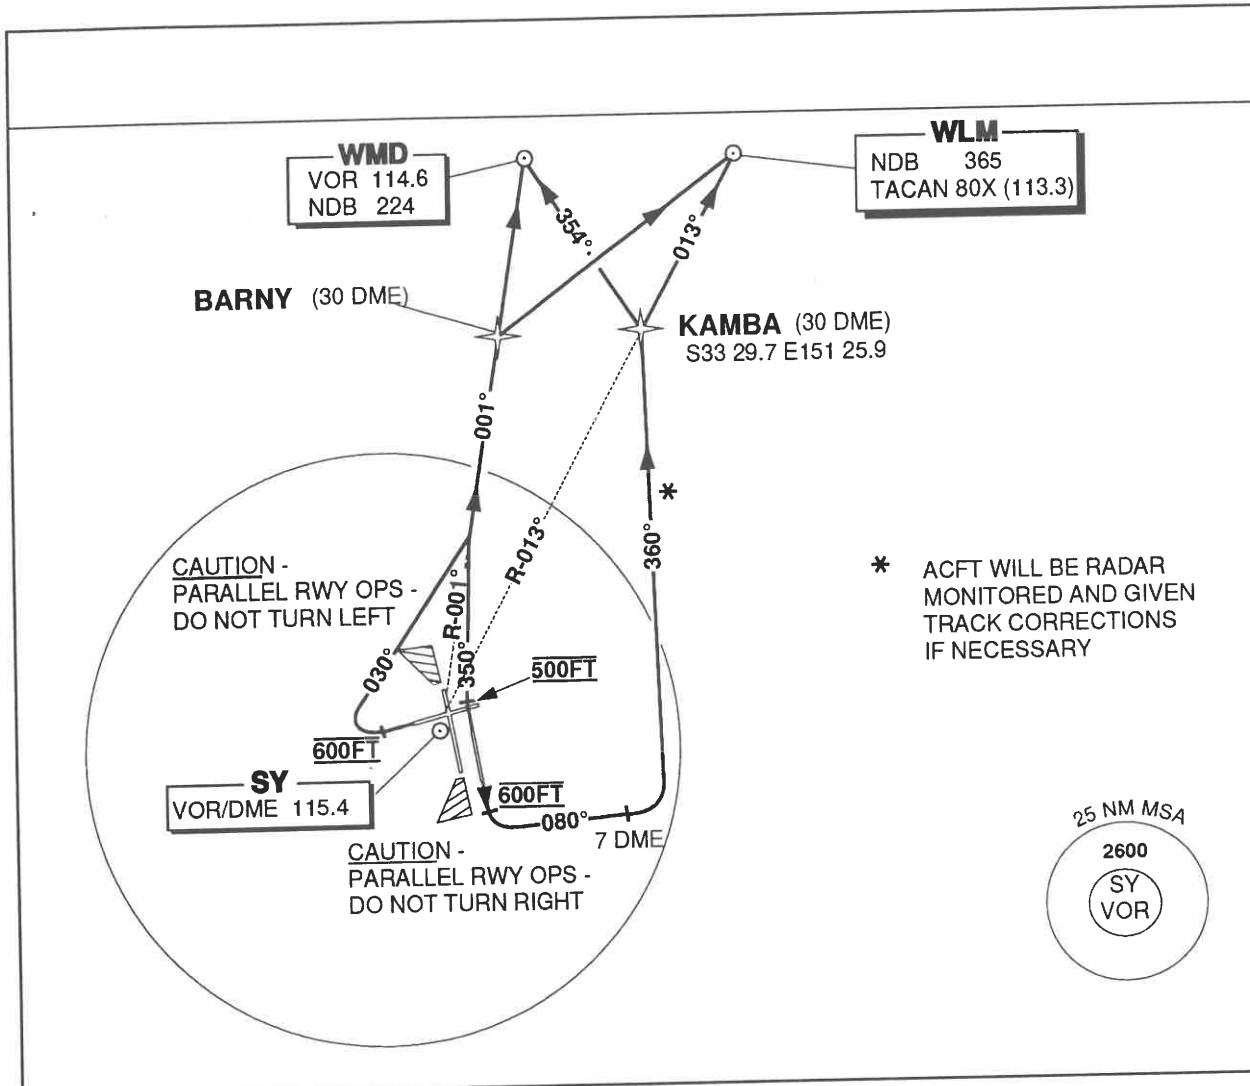 WMD
VOR 114.6
NDB 224
WLM
NDB 365
TACAN 80X (113.3)
354°
013°
BARNY (30 DME)
KAMBA (30 DME)
S33 29.7 E151 25.9
001°
R-013°
360°
*
CAUTION -
PARALLEL RWY OPS -
DO NOT TURN LEFT
* ACFT WILL BE RADAR
MONITORED AND GIVEN
TRACK CORRECTIONS
IF NECESSARY
R-001°
030°
350°
500FT
600FT
SY
VOR/DME 115.4
600FT
080°
7 DME
CAUTION -
PARALLEL RWY OPS -
DO NOT TURN RIGHT
25 NM MSA
2600
SY
VOR